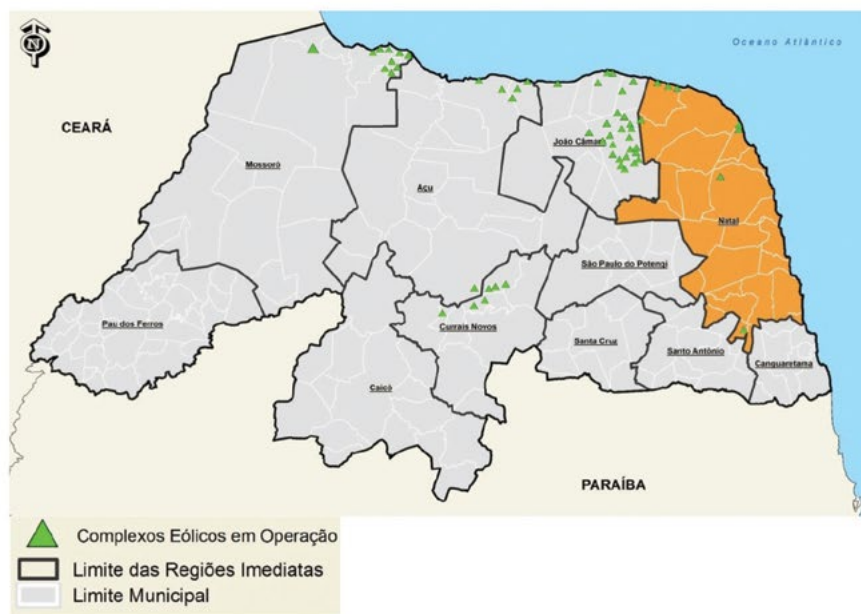 N
Oceano Atlântico
CEARÁ
Mossoró
João Câmara
Açu
Natal
São Paulo do Potengi
Pau dos Ferros
Currais Novos
Santa Cruz
Santo Antônio
Canguaretama
Caicó
PARAÍBA
Complexos Eólicos em Operação
Limite das Regiões Imediatas
Limite Municipal